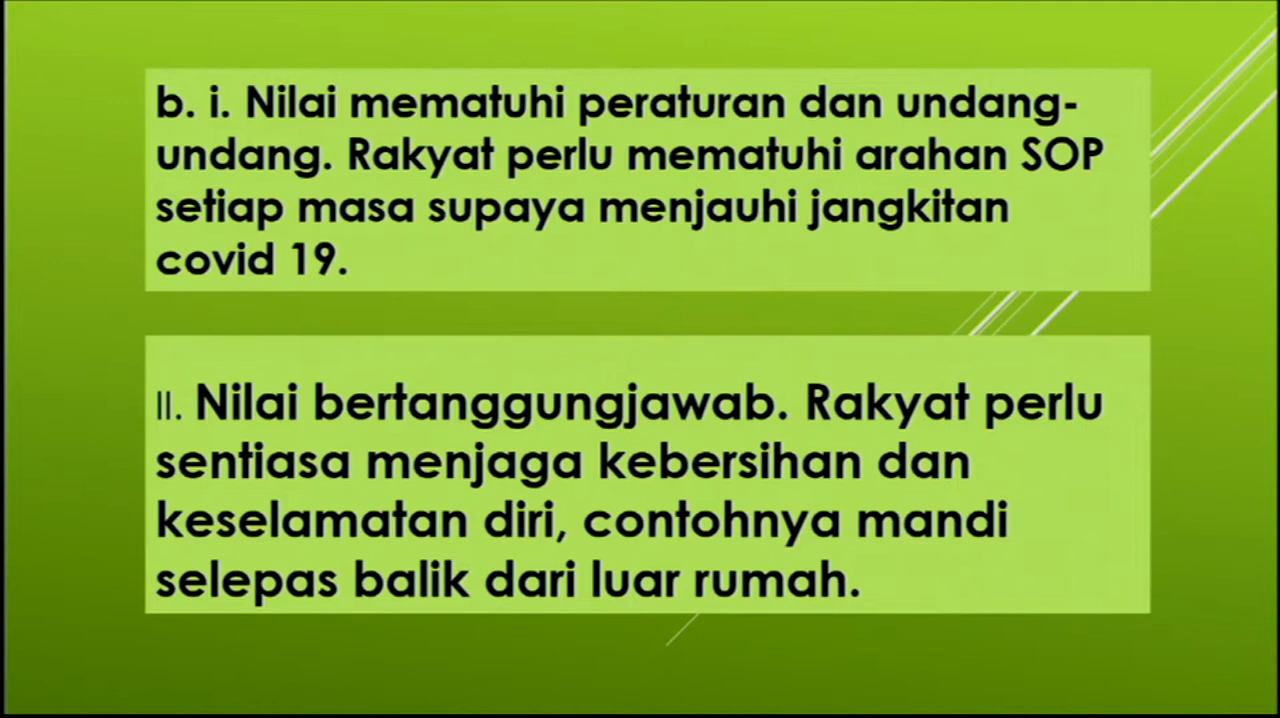 b. i. Nilai mematuhi peraturan dan undang-
undang. Rakyat perlu mematuhi arahan SOP
setiap masa supaya menjauhi jangkitan
covid 19.
II. Nilai bertanggungjawab. Rakyat perlu
sentiasa menjaga kebersihan dan
keselamatan diri, contohnya mandi
selepas balik dari luar rumah.